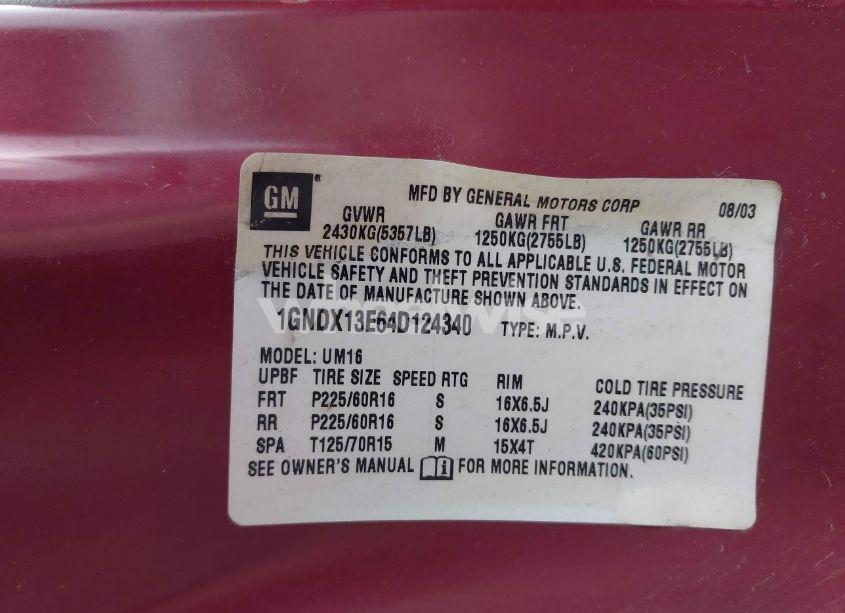 GM ® MFD BY GENERAL MOTORS CORP 08/03
GVWR GAWR FRT GAWR RR
2430KG(5357LB) 1250KG(2755LB) 1250KG(2755LB)
THIS VEHICLE CONFORMS TO ALL APPLICABLE U.S. FEDERAL MOTOR
VEHICLE SAFETY AND THEFT PREVENTION STANDARDS IN EFFECT ON
THE DATE OF MANUFACTURE SHOWN ABOVE.
1GNDX13E64D124340 TYPE: M.P.V.
MODEL: UM16
UPBF TIRE SIZE SPEED RTG RIM COLD TIRE PRESSURE
FRT P225/60R16 S 16X6.5J 240KPA(35PSI)
RR P225/60R16 S 16X6.5J 240KPA(35PSI)
SPA T125/70R15 M 15X4T 420KPA(60PSI)
SEE OWNER'S MANUAL i FOR MORE INFORMATION.